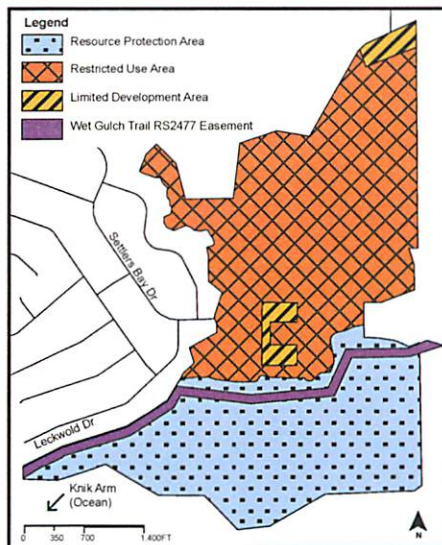 Legend
Resource Protection Area
Restricted Use Area
Limited Development Area
Wet Gulch Trail RS2477 Easement
Settlers Bay Dr
Leckwold Dr
Knik Arm
(Ocean)
0 350 700 1,400FT
N